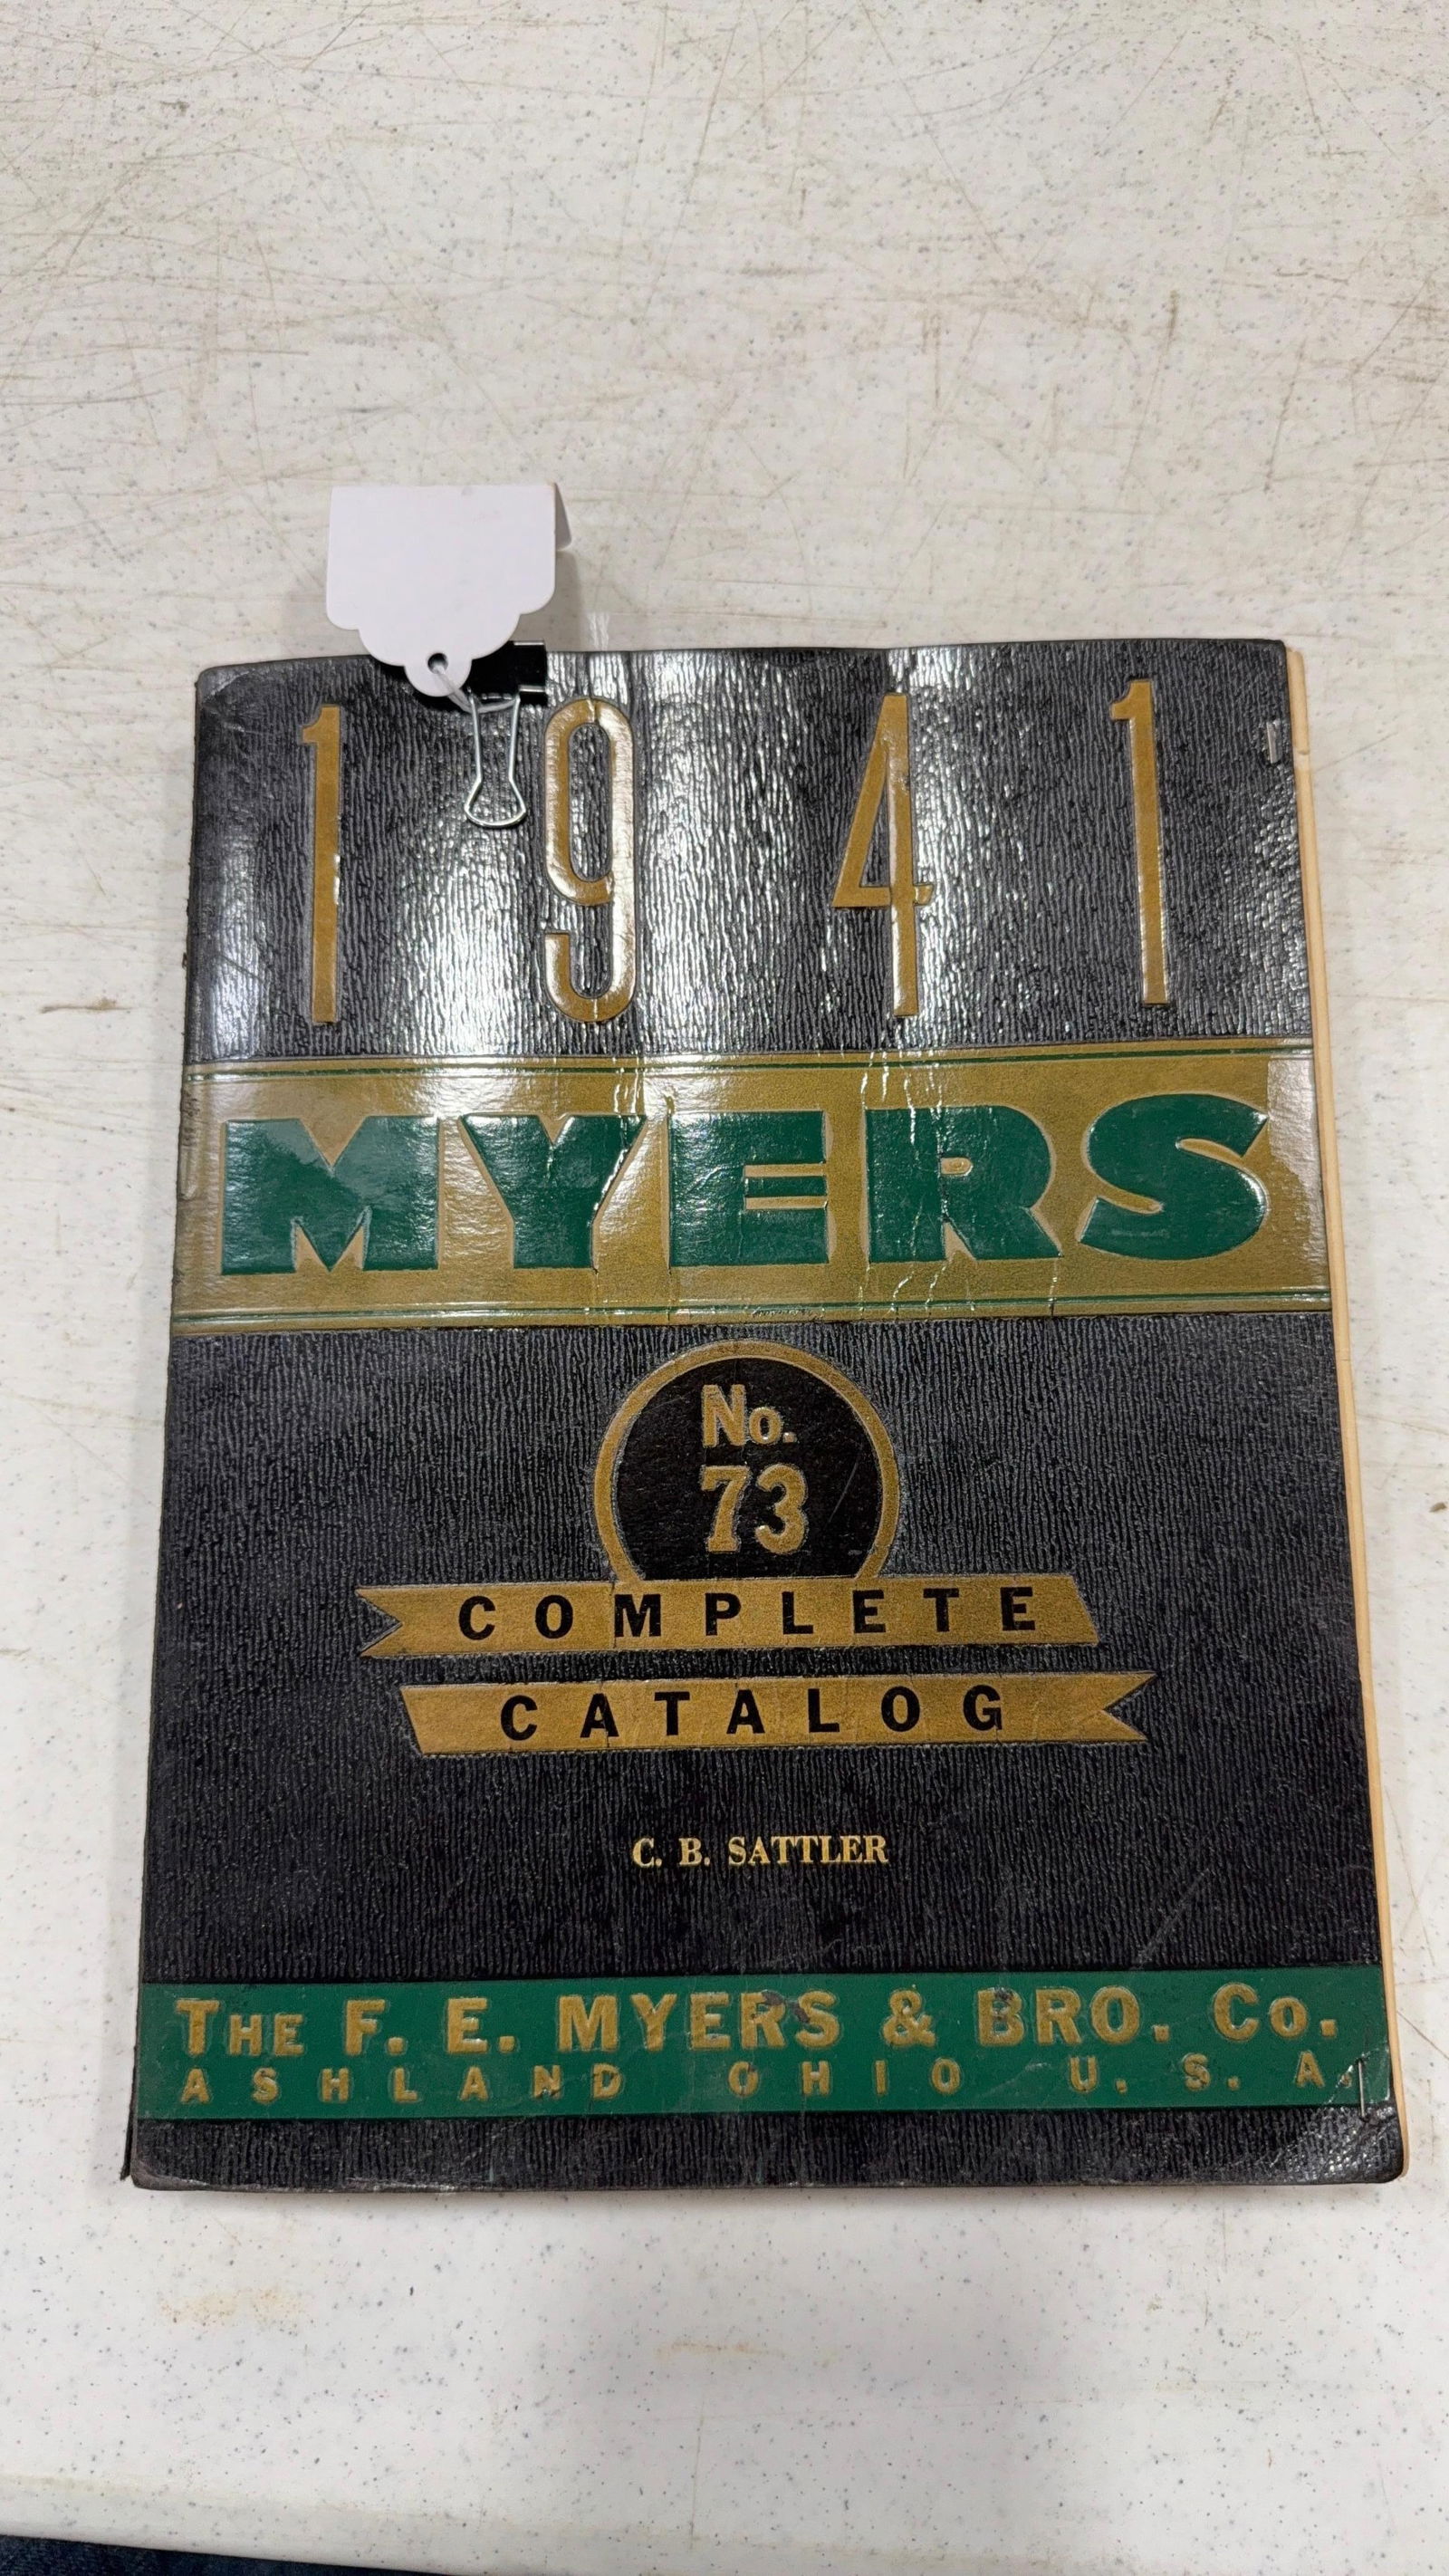 1941
MYERS
No.
73
COMPLETE
CATALOG
C. B. SATTLER
THE F. E. MYERS & BRO. Co.
ASHLAND OHIO U. S. A.